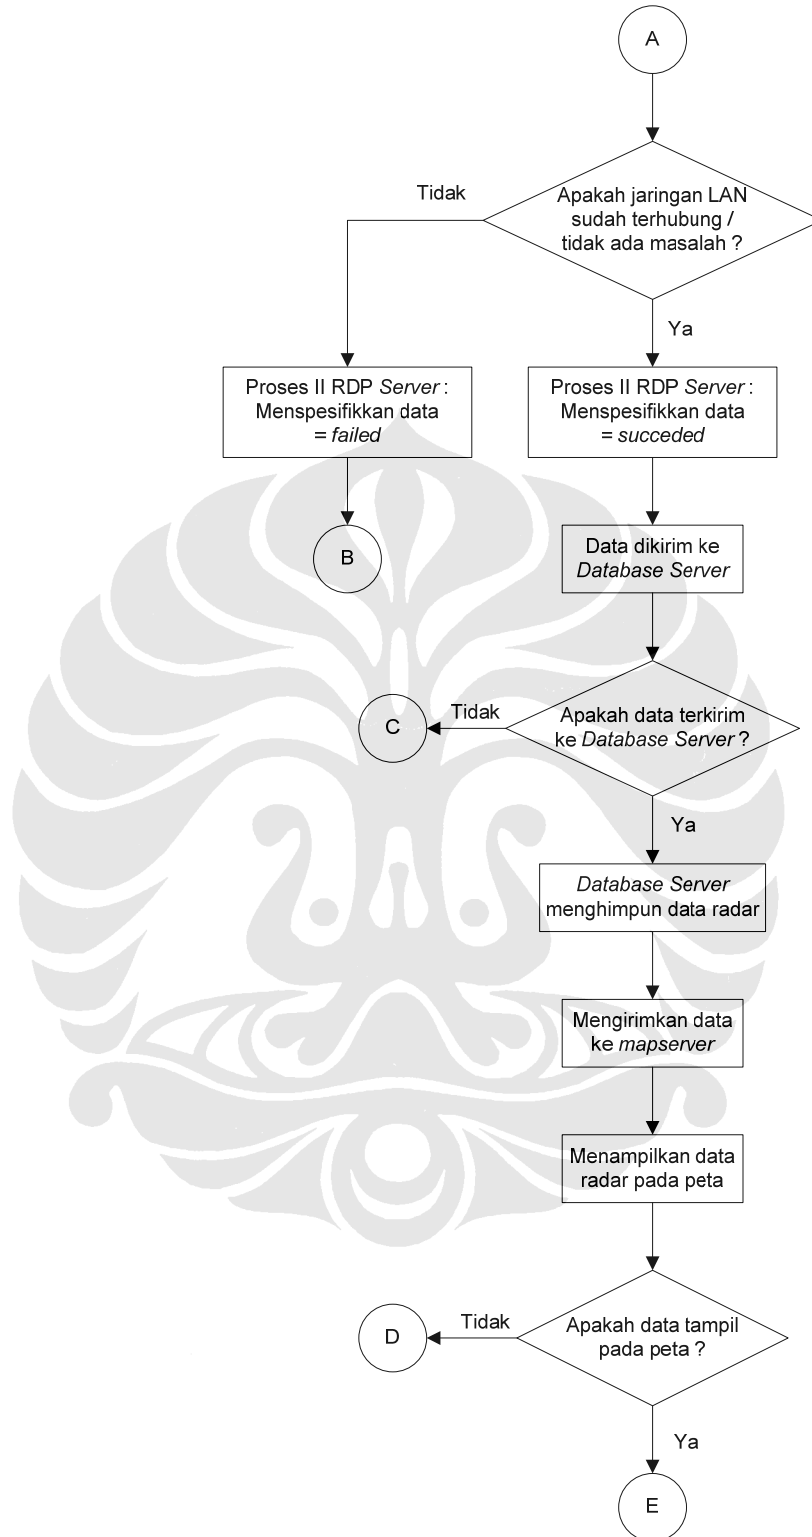 A
Tidak
Apakah jaringan LAN
sudah terhubung /
tidak ada masalah ?
Ya
Proses II RDP Server :
Menspesifikkan data
= failed
Proses II RDP Server :
Menspesifikkan data
= succeded
B
Data dikirim ke
Database Server
C
Tidak
Apakah data terkirim
ke Database Server ?
Ya
Database Server
menghimpun data radar
Mengirimkan data
ke mapserver
Menampilkan data
radar pada peta
D
Tidak
Apakah data tampil
pada peta ?
Ya
E